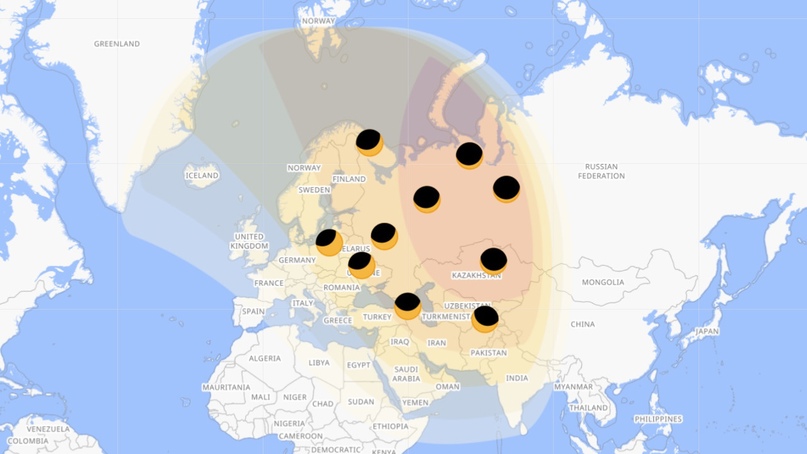 NORWAY
GREENLAND
RUSSIAN
FEDERATION
ICELAND
NORWAY
FINLAND
SWEDEN
UNITED
KINGDOM
BELARUS
GERMANY
KAZAKHSTAN
FRANCE
ROMANIA
MONGOLIA
ITALY
UZBEKISTAN
SPAIN
GREECE
TURKEY
TURKMENIST
CHINA
JAPAN
IRAQ
IRAN
PAKISTAN
ALGERIA
LIBYA
EGYPT
SAUDI
ARABIA
OMAN
INDIA
MAURITANIA
MALI
NIGER
CHAD
SUDAN
YEMEN
MYANMAR
THAILAND
PHILIPPINES
VENEZUELA
COLOMBIA
NIGERIA
CAMEROON
ETHIOPIA
DEMOCRATIC
KENYA